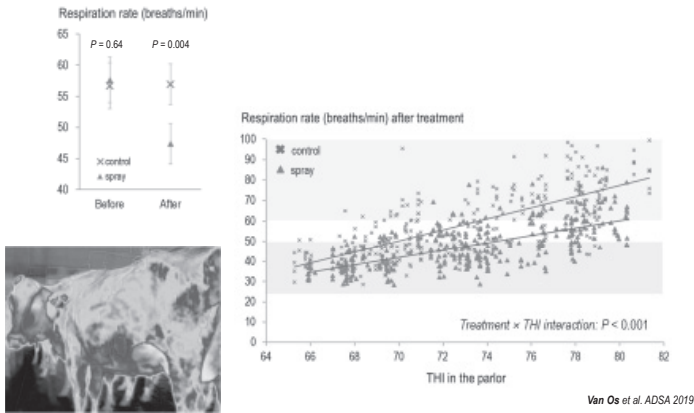 Respiration rate (breaths/min)
65
60
55
50
45
40
P = 0.64
P = 0.004
control
spray
Before
After
Respiration rate (breaths/min) after treatment
100
90
80
70
60
50
40
30
20
10
0
control
spray
Treatment × THI interaction: P < 0.001
64
66
68
70
72
74
76
78
80
82
THI in the parlor
Van Os et al. ADSA 2019